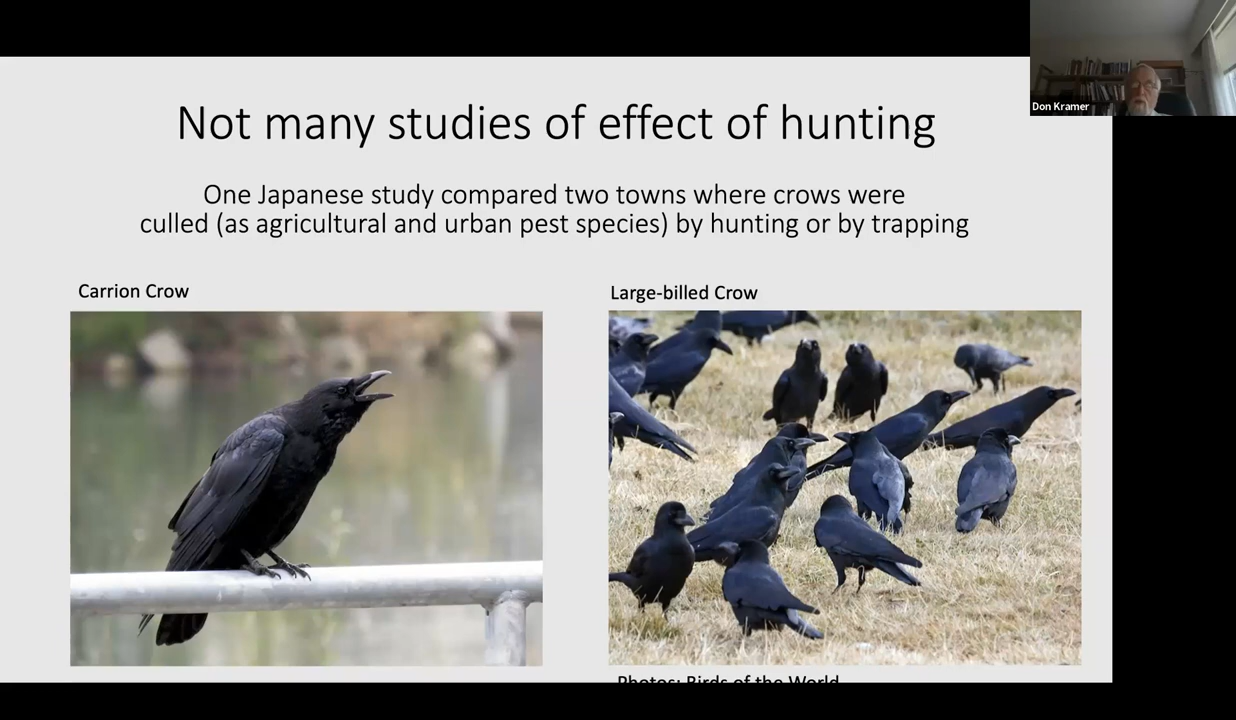 Not many studies of effect of hunting
One Japanese study compared two towns where crows were
culled (as agricultural and urban pest species) by hunting or by trapping
Carrion Crow
Large-billed Crow
Photos: Birds of the World
Don Kramer